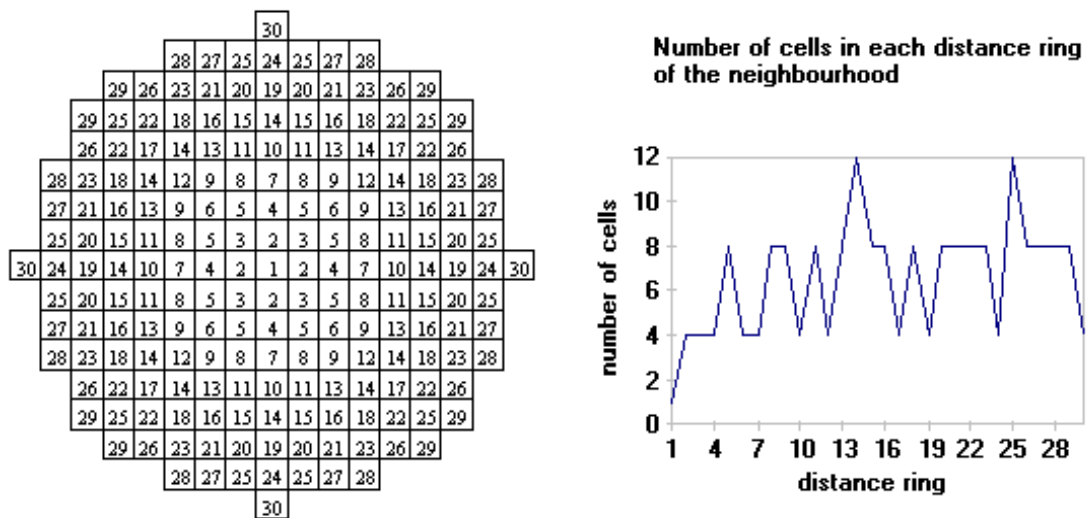 30
28 27 25 24 25 27 28
29 26 23 21 20 19 20 21 23 26 29
29 25 22 18 16 15 14 15 16 18 22 25 29
26 22 17 14 13 11 10 11 13 14 17 22 26
28 23 18 14 12 9 8 7 8 9 12 14 18 23 28
27 21 16 13 9 6 5 4 5 6 9 13 16 21 27
25 20 15 11 8 5 3 2 3 5 8 11 15 20 25
30 24 19 14 10 7 4 2 1 2 4 7 10 14 19 24 30
25 20 15 11 8 5 3 2 3 5 8 11 15 20 25
27 21 16 13 9 6 5 4 5 6 9 13 16 21 27
28 23 18 14 12 9 8 7 8 9 12 14 18 23 28
26 22 17 14 13 11 10 11 13 14 17 22 26
29 25 22 18 16 15 14 15 16 18 22 25 29
29 26 23 21 20 19 20 21 23 26 29
28 27 25 24 25 27 28
30
Number of cells in each distance ring
of the neighbourhood
number of cells
12
10
8
6
4
2
0
1 4 7 10 13 16 19 22 25 28
distance ring